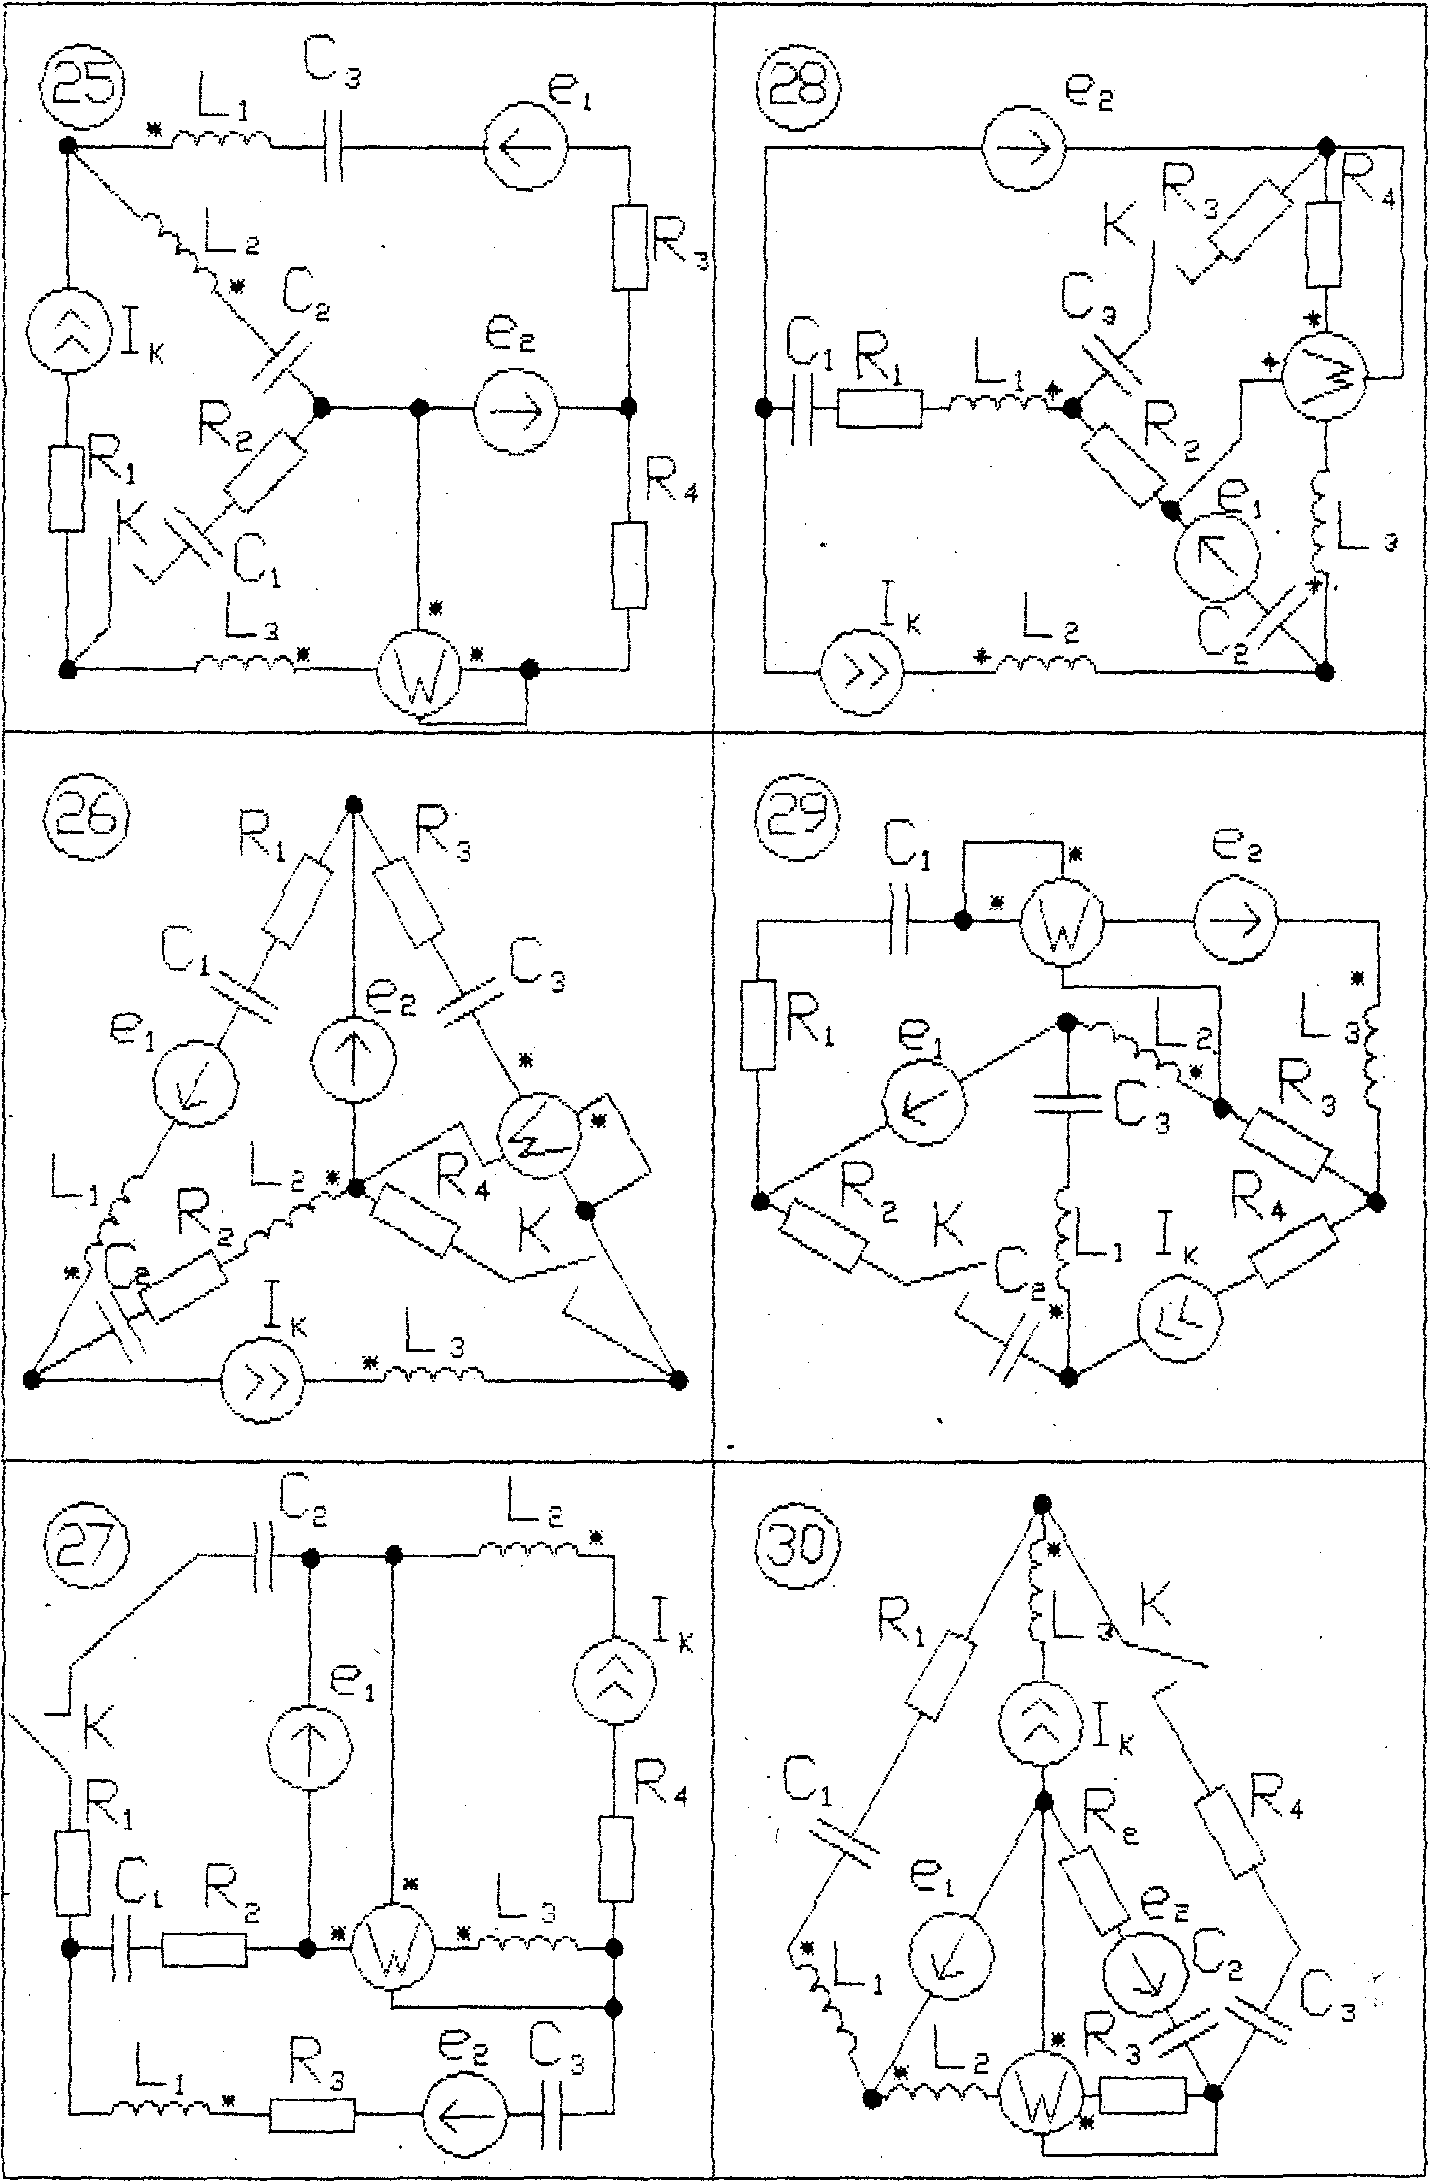 25
C3
L1
*
e1
L2
*
C2
R3
IK
e2
R2
R1
K
C1
R4
L3
*
*
*
W
28
e2
R3
R4
K
C3
C1
R1
L1
*
*
*
W
R2
e1
L3
*
C2
IK
L2
*
26
R1
R3
C1
C3
e1
e2
*
W
*
L1
L2
*
R4
R2
K
*
C2
IK
L3
*
29
C1
*
*
W
e2
*
R1
e1
L2
*
L3
C3
R3
R2
K
R4
C2
*
L1
IK
27
C2
L2
*
IK
e1
K
R1
R4
C1
R2
*
*
W
*
L3
L1
*
R3
e2
C3
30
*
R1
L3
K
IK
C1
R2
R4
e1
e2
C2
*
L1
C3
L2
*
*
W
*
R3